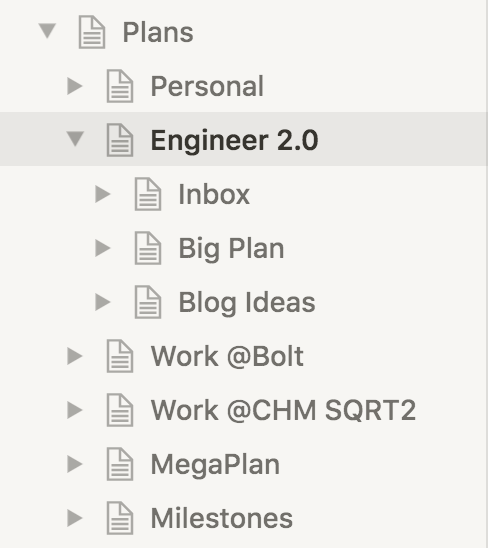 Plans
Personal
Engineer 2.0
Inbox
Big Plan
Blog Ideas
Work @Bolt
Work @CHM SQRT2
MegaPlan
Milestones